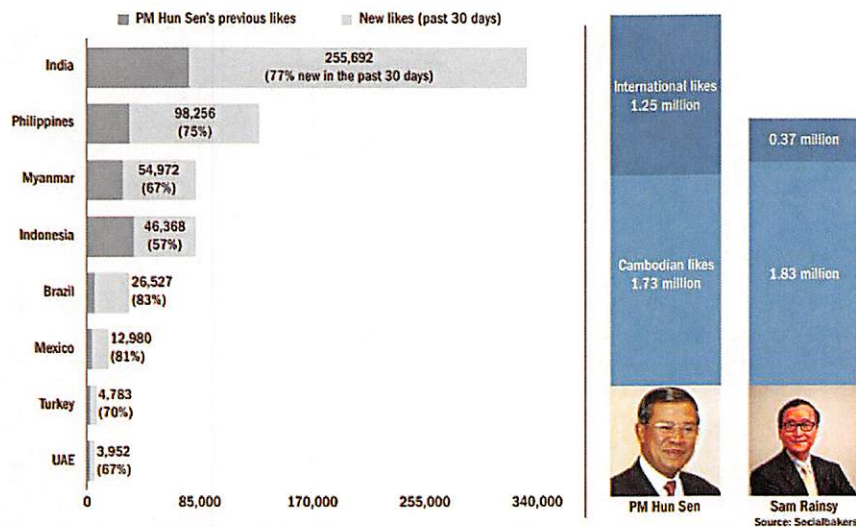 PM Hun Sen's previous likes
New likes (past 30 days)
India
255,692
(77% new in the past 30 days)
Philippines
98,256
(75%)
Myanmar
54,972
(67%)
Indonesia
46,368
(57%)
Brazil
26,527
(83%)
Mexico
12,980
(81%)
Turkey
4,783
(70%)
UAE
3,952
(67%)
0
85,000
170,000
255,000
340,000
International likes
1.25 million
Cambodian likes
1.73 million
PM Hun Sen
0.37 million
1.83 million
Sam Rainsy
Source: Socialbakers